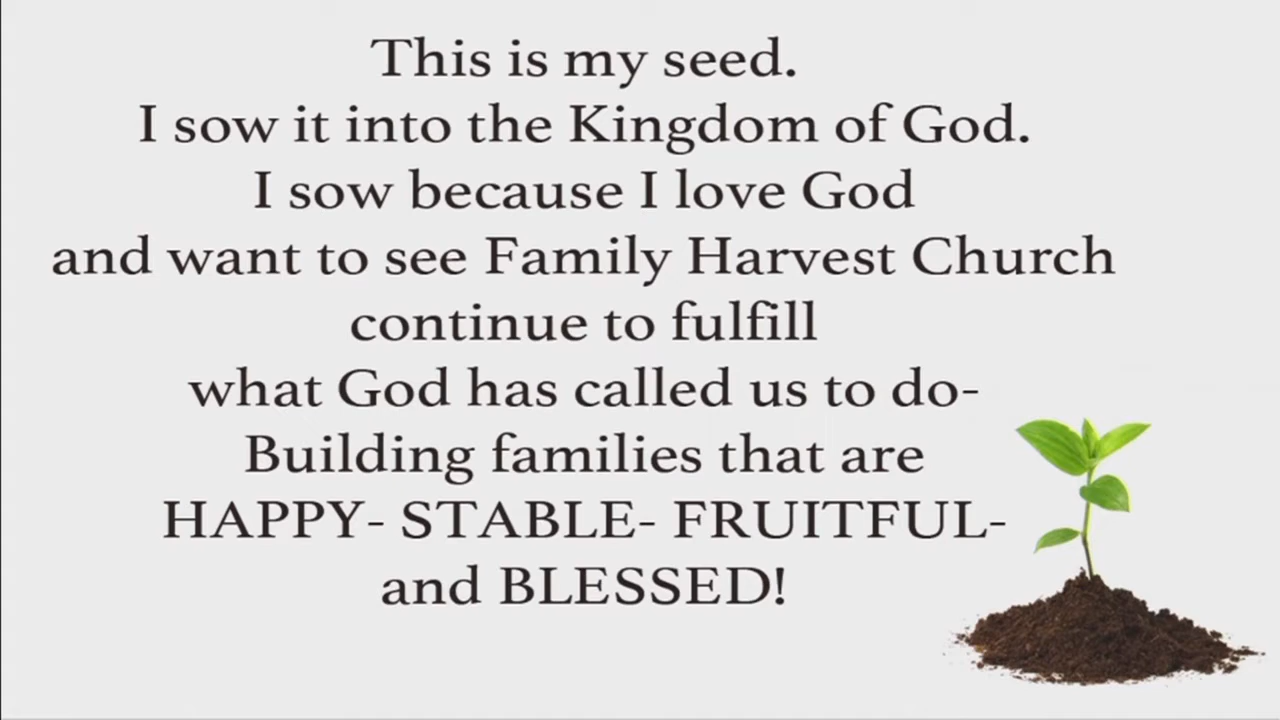 This is my seed.
I sow it into the Kingdom of God.
I sow because I love God
and want to see Family Harvest Church
continue to fulfill
what God has called us to do-
Building families that are
HAPPY- STABLE- FRUITFUL-
and BLESSED!